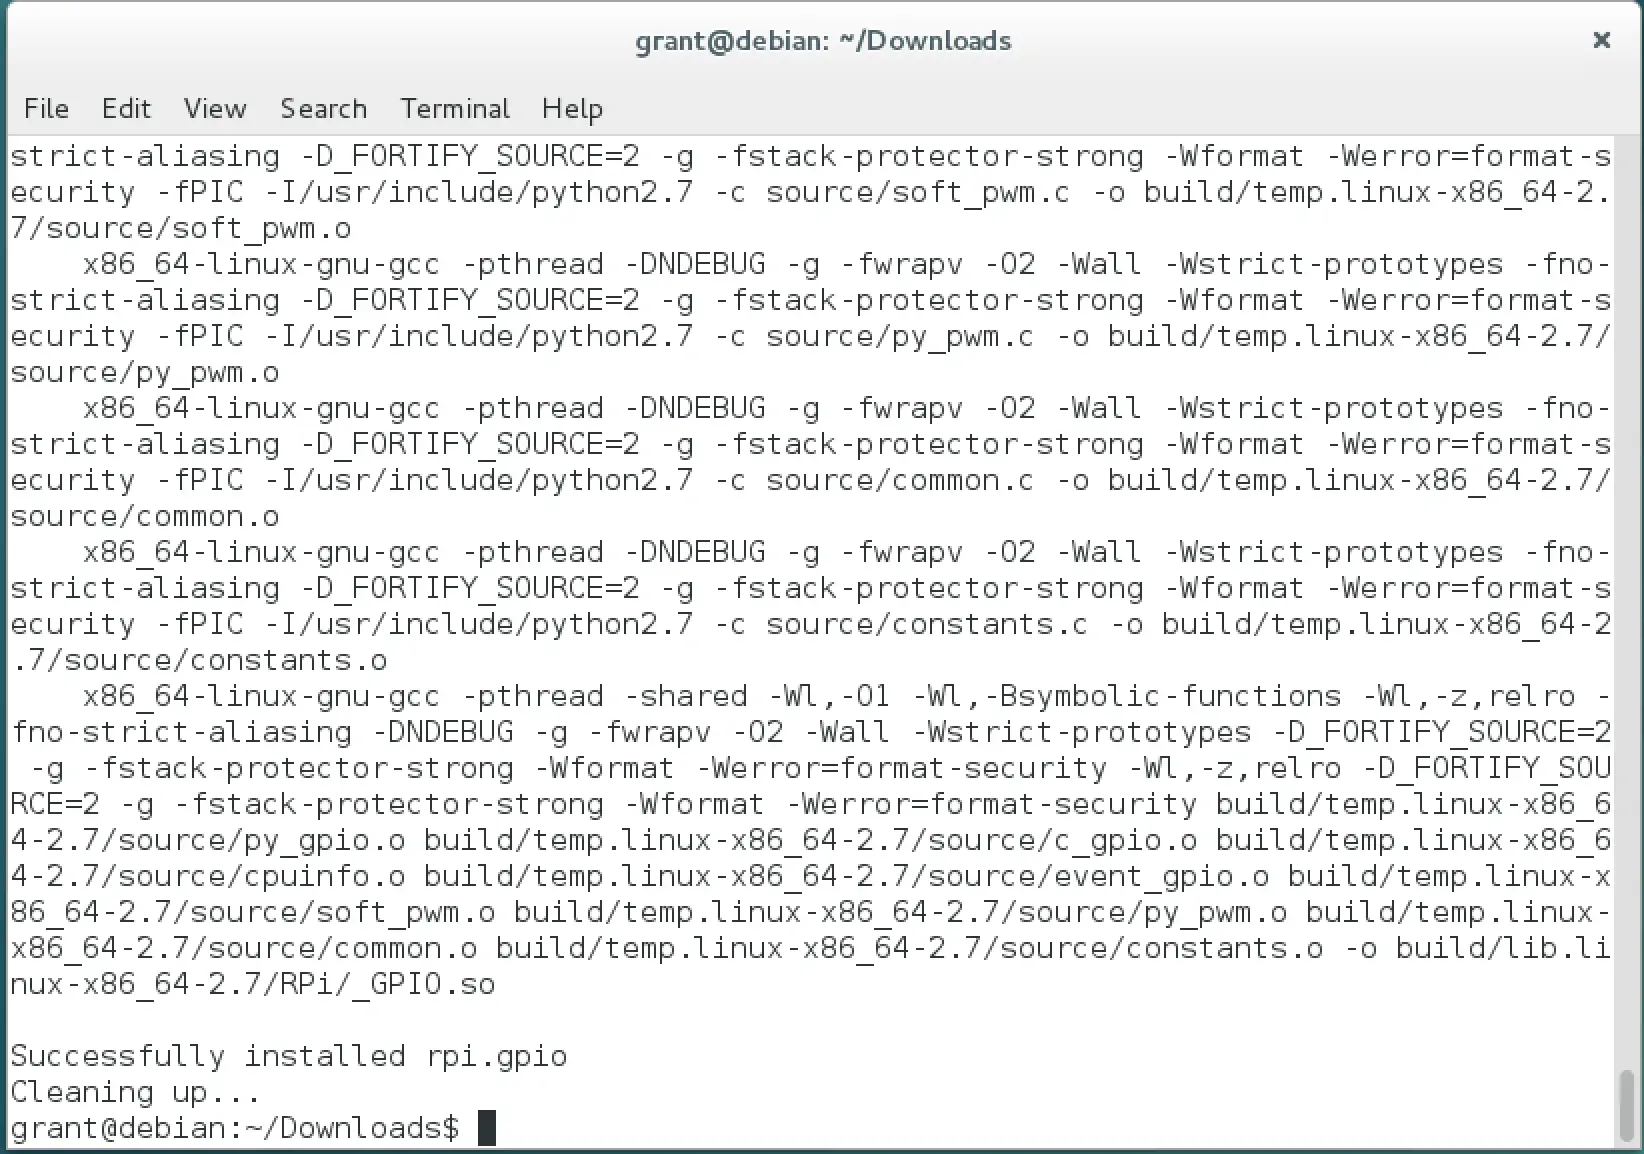 grant@debian: ~/Downloads
File Edit View Search Terminal Help
strict-aliasing -D_FORTIFY_SOURCE=2 -g -fstack-protector-strong -Wformat -Werror=format-s
ecurity -fPIC -I/usr/include/python2.7 -c source/soft_pwm.c -o build/temp.linux-x86_64-2.
7/source/soft_pwm.o
    x86_64-linux-gnu-gcc -pthread -DNDEBUG -g -fwrapv -O2 -Wall -Wstrict-prototypes -fno-
strict-aliasing -D_FORTIFY_SOURCE=2 -g -fstack-protector-strong -Wformat -Werror=format-s
ecurity -fPIC -I/usr/include/python2.7 -c source/py_pwm.c -o build/temp.linux-x86_64-2.7/
source/py_pwm.o
    x86_64-linux-gnu-gcc -pthread -DNDEBUG -g -fwrapv -O2 -Wall -Wstrict-prototypes -fno-
strict-aliasing -D_FORTIFY_SOURCE=2 -g -fstack-protector-strong -Wformat -Werror=format-s
ecurity -fPIC -I/usr/include/python2.7 -c source/common.c -o build/temp.linux-x86_64-2.7/
source/common.o
    x86_64-linux-gnu-gcc -pthread -DNDEBUG -g -fwrapv -O2 -Wall -Wstrict-prototypes -fno-
strict-aliasing -D_FORTIFY_SOURCE=2 -g -fstack-protector-strong -Wformat -Werror=format-s
ecurity -fPIC -I/usr/include/python2.7 -c source/constants.c -o build/temp.linux-x86_64-2
.7/source/constants.o
    x86_64-linux-gnu-gcc -pthread -shared -Wl,-O1 -Wl,-Bsymbolic-functions -Wl,-z,relro -
fno-strict-aliasing -DNDEBUG -g -fwrapv -O2 -Wall -Wstrict-prototypes -D_FORTIFY_SOURCE=2
 -g -fstack-protector-strong -Wformat -Werror=format-security -Wl,-z,relro -D_FORTIFY_SOU
RCE=2 -g -fstack-protector-strong -Wformat -Werror=format-security build/temp.linux-x86_6
4-2.7/source/py_gpio.o build/temp.linux-x86_64-2.7/source/c_gpio.o build/temp.linux-x86_6
4-2.7/source/cpuinfo.o build/temp.linux-x86_64-2.7/source/event_gpio.o build/temp.linux-x
86_64-2.7/source/soft_pwm.o build/temp.linux-x86_64-2.7/source/py_pwm.o build/temp.linux-
x86_64-2.7/source/common.o build/temp.linux-x86_64-2.7/source/constants.o -o build/lib.li
nux-x86_64-2.7/RPi/_GPIO.so

Successfully installed rpi.gpio
Cleaning up...
grant@debian:~/Downloads$